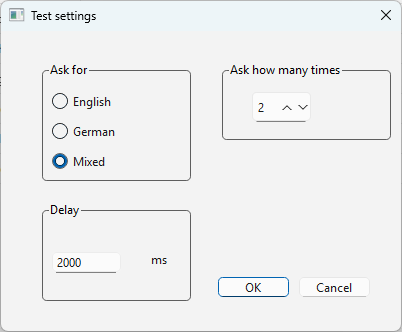 Test settings
Ask for
English
German
Mixed
Ask how many times
2
Delay
2000 ms
OK Cancel